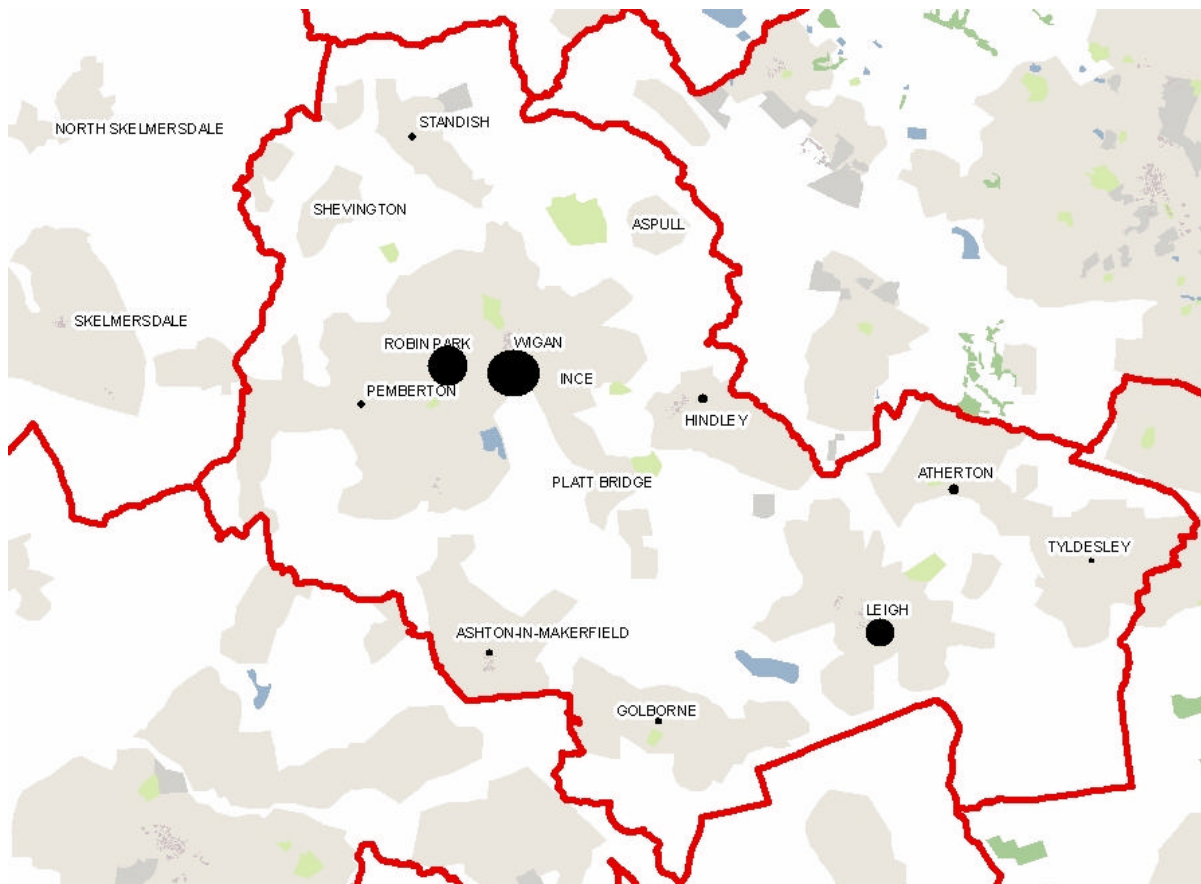 STANDISH
NORTH SKELMERSDALE
SHEVINGTON
ASPULL
SKELMERSDALE
ROBIN PARK
WIGAN
INCE
PEMBERTON
HINDLEY
ATHERTON
PLATT BRIDGE
TYLDESLEY
LEIGH
ASHTON-IN-MAKERFIELD
GOLBORNE